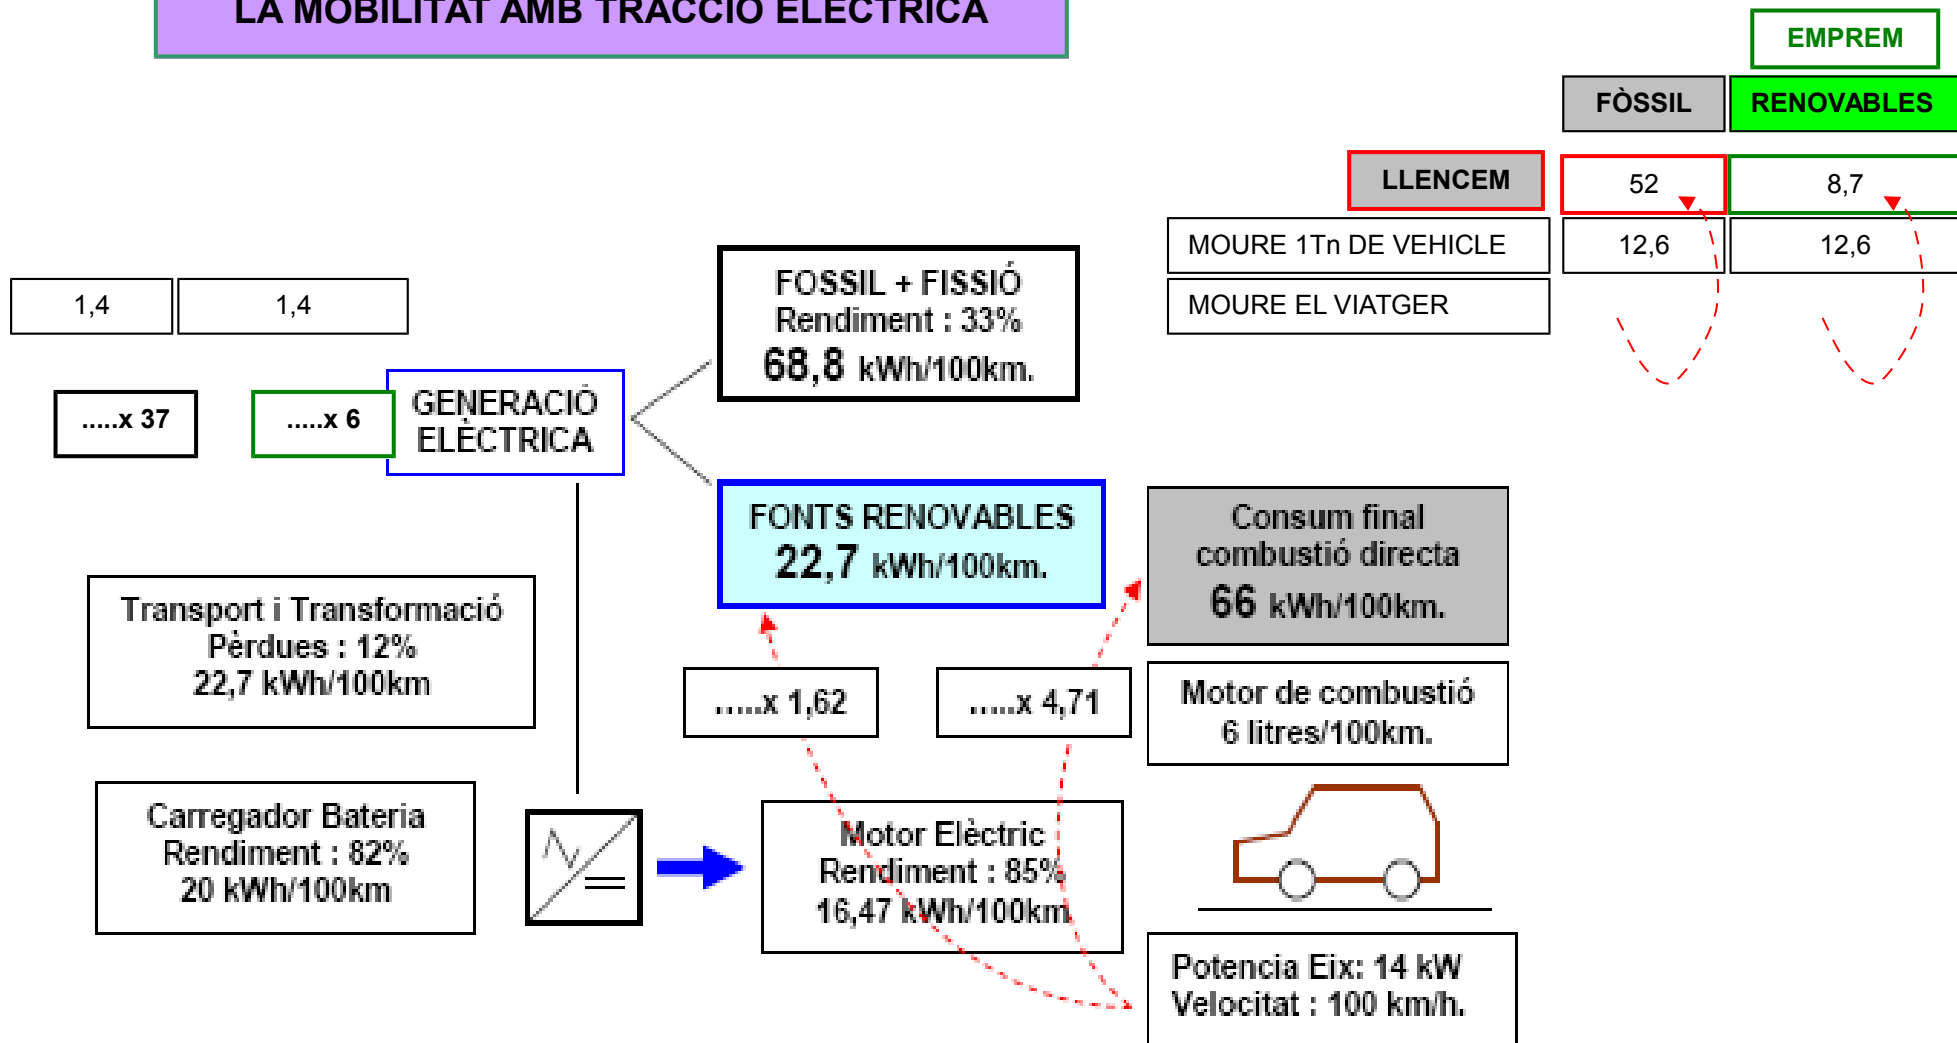 LA MOBILITAT AMB TRACCIÓ ELÈCTRICA
EMPREM
FÒSSIL
RENOVABLES
LLENCEM
52
8,7
MOURE 1Tn DE VEHICLE
12,6
12,6
MOURE EL VIATGER
1,4
1,4
.....x 37
.....x 6
GENERACIÓ
ELÈCTRICA
FOSSIL + FISSIÓ
Rendiment : 33%
68,8 kWh/100km.
FONTS RENOVABLES
22,7 kWh/100km.
Consum final
combustió directa
66 kWh/100km.
Transport i Transformació
Pèrdues : 12%
22,7 kWh/100km
.....x 1,62
.....x 4,71
Motor de combustió
6 litres/100km.
Carregador Bateria
Rendiment : 82%
20 kWh/100km
Motor Elèctric
Rendiment : 85%
16,47 kWh/100km
Potencia Eix: 14 kW
Velocitat : 100 km/h.